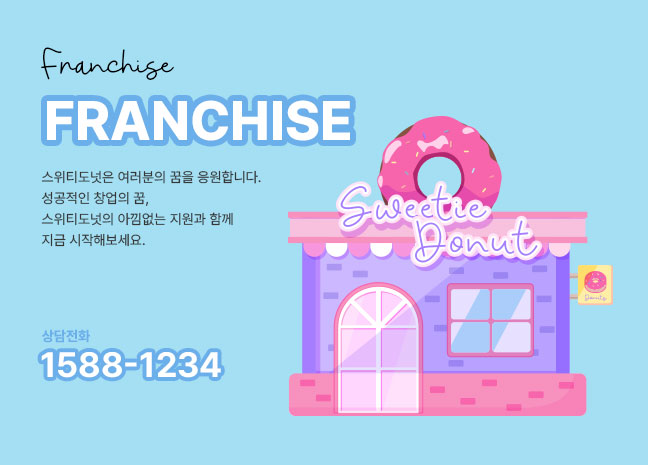 Franchise
FRANCHISE
스위티도넛은 여러분의 꿈을 응원합니다.
성공적인 창업의 꿈,
스위티도넛의 아낌없는 지원과 함께
지금 시작해보세요.
Sweetie
Donut
Donuts
상담전화
1588-1234